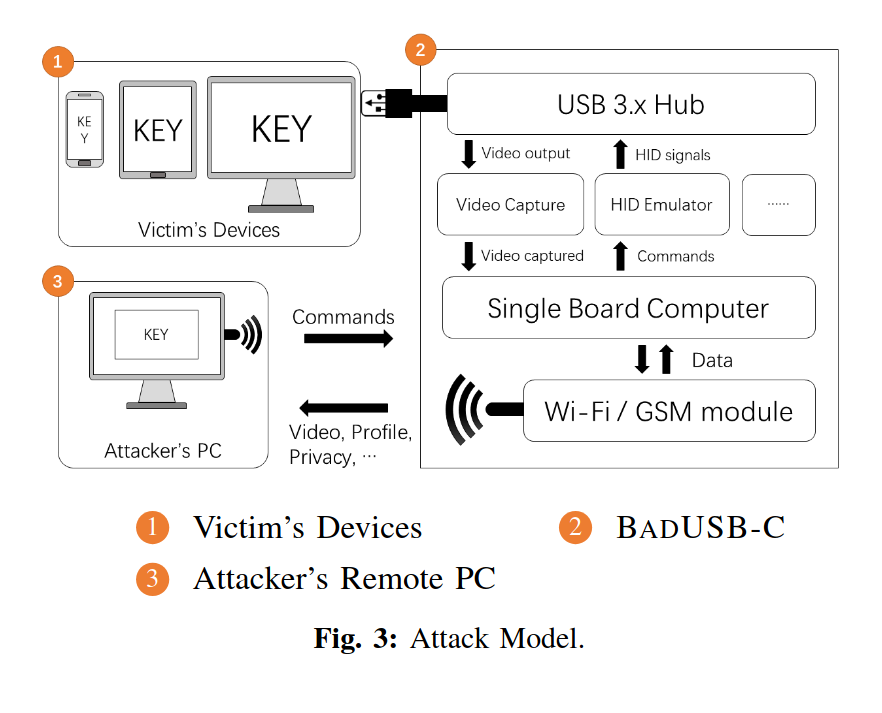 1
KE
Y
KEY
KEY
Victim's Devices
2
USB 3.x Hub
Video output
HID signals
Video Capture
HID Emulator
······
Video captured
Commands
Single Board Computer
Data
Wi-Fi / GSM module
3
KEY
Attacker's PC
Commands
Video, Profile,
Privacy, ···
1 Victim's Devices
2 BADUSB-C
3 Attacker's Remote PC
Fig. 3: Attack Model.